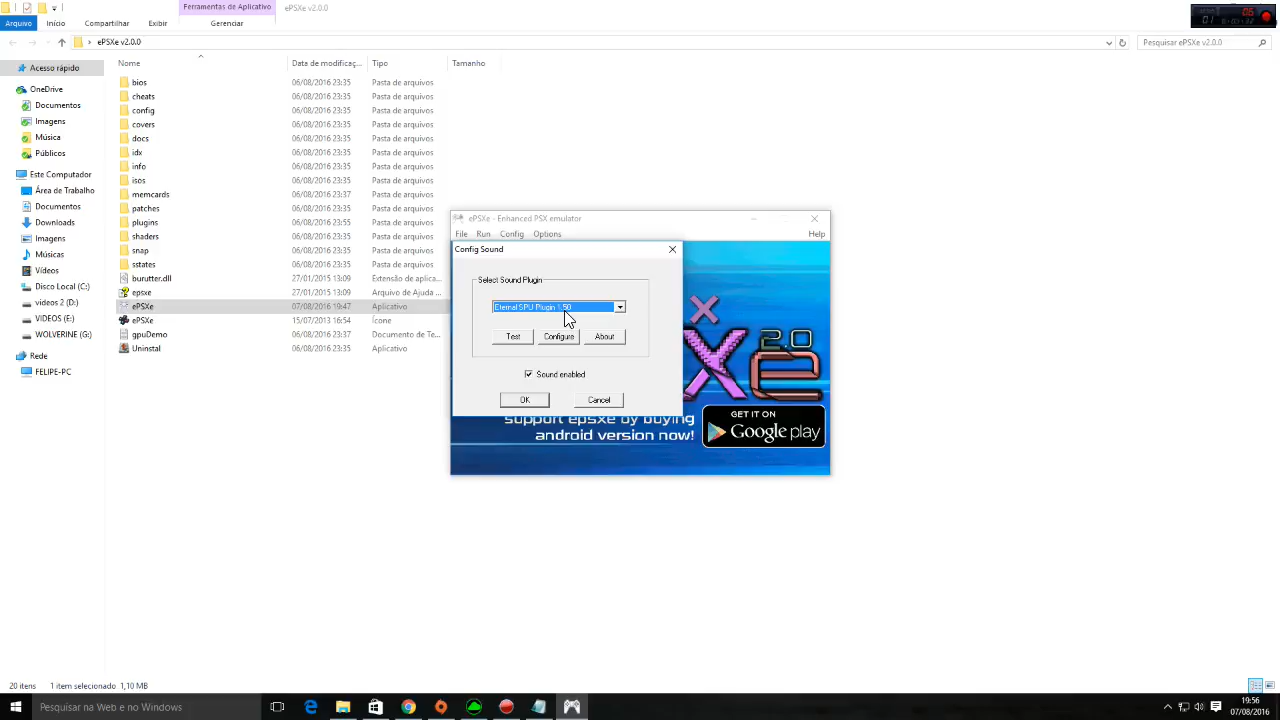 Ferramentas de Aplicativo
ePSXe v2.0.0
Arquivo Início Compartilhar Exibir Gerenciar
ePSXe v2.0.0
Pesquisar ePSXe v2.0.0
Acesso rápido
OneDrive
Documentos
Imagens
Música
Públicos
Este Computador
Área de Trabalho
Documentos
Downloads
Imagens
Músicas
Vídeos
Disco Local (C:)
videos 2 (D:)
VIDEOS (E:)
WOLVERINE (G:)
Rede
FELIPE-PC
Nome Data de modificaç... Tipo Tamanho
bios 06/08/2016 23:35 Pasta de arquivos
cheats 06/08/2016 23:35 Pasta de arquivos
config 06/08/2016 23:35 Pasta de arquivos
covers 06/08/2016 23:35 Pasta de arquivos
docs 06/08/2016 23:35 Pasta de arquivos
idx 06/08/2016 23:35 Pasta de arquivos
info 06/08/2016 23:35 Pasta de arquivos
isos 06/08/2016 23:35 Pasta de arquivos
memcards 06/08/2016 23:37 Pasta de arquivos
patches 06/08/2016 23:35 Pasta de arquivos
plugins 06/08/2016 23:55 Pasta de arquivos
shaders 06/08/2016 23:35 Pasta de arquivos
snap 06/08/2016 23:35 Pasta de arquivos
sstates 06/08/2016 23:35 Pasta de arquivos
burutter.dll 27/01/2015 13:09 Extensão de aplica...
epsxe 27/01/2015 13:09 Arquivo de Ajuda ...
ePSXe 07/08/2016 19:47 Aplicativo
ePSXe 15/07/2013 16:54 Ícone
gpuDemo 06/08/2016 23:37 Documento de Te...
Uninstal 06/08/2016 23:35 Aplicativo
ePSXe - Enhanced PSX emulator
File Run Config Options Help
Config Sound
Select Sound Plugin
Eternal SPU Plugin 1.50
Test Configure About
Sound enabled
OK Cancel
2.0
support epsxe by buying
android version now!
GET IT ON
Google play
20 itens 1 item selecionado 1,10 MB
Pesquisar na Web e no Windows
19:56
07/08/2016